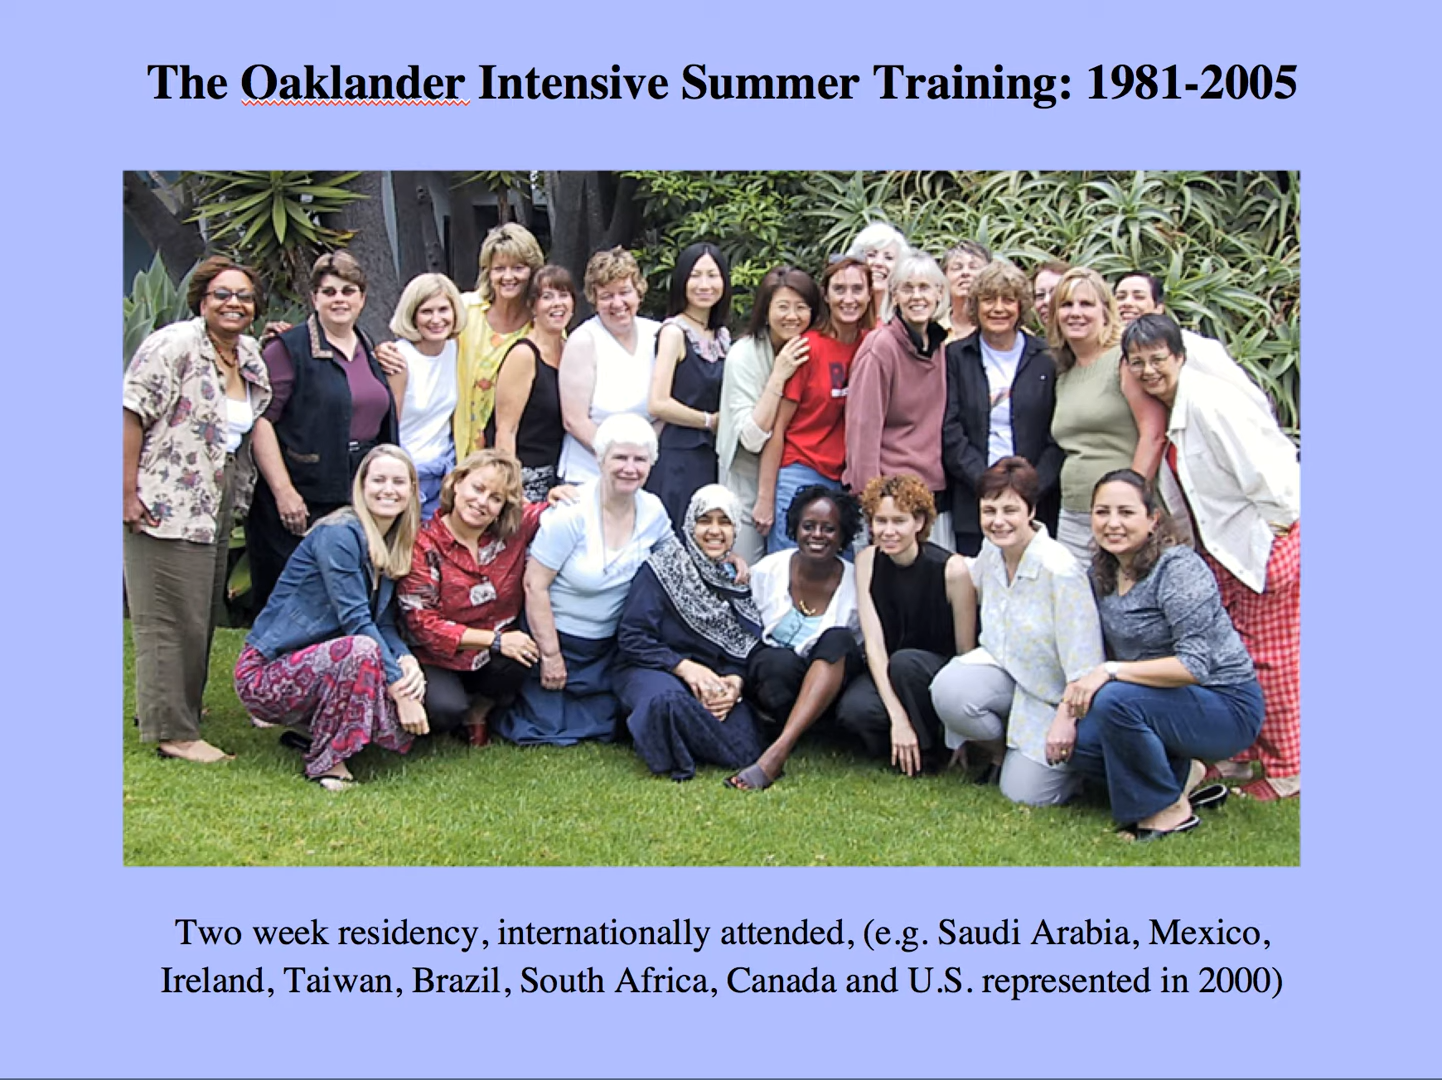 The Oaklander Intensive Summer Training: 1981-2005
Two week residency, internationally attended, (e.g. Saudi Arabia, Mexico,
Ireland, Taiwan, Brazil, South Africa, Canada and U.S. represented in 2000)